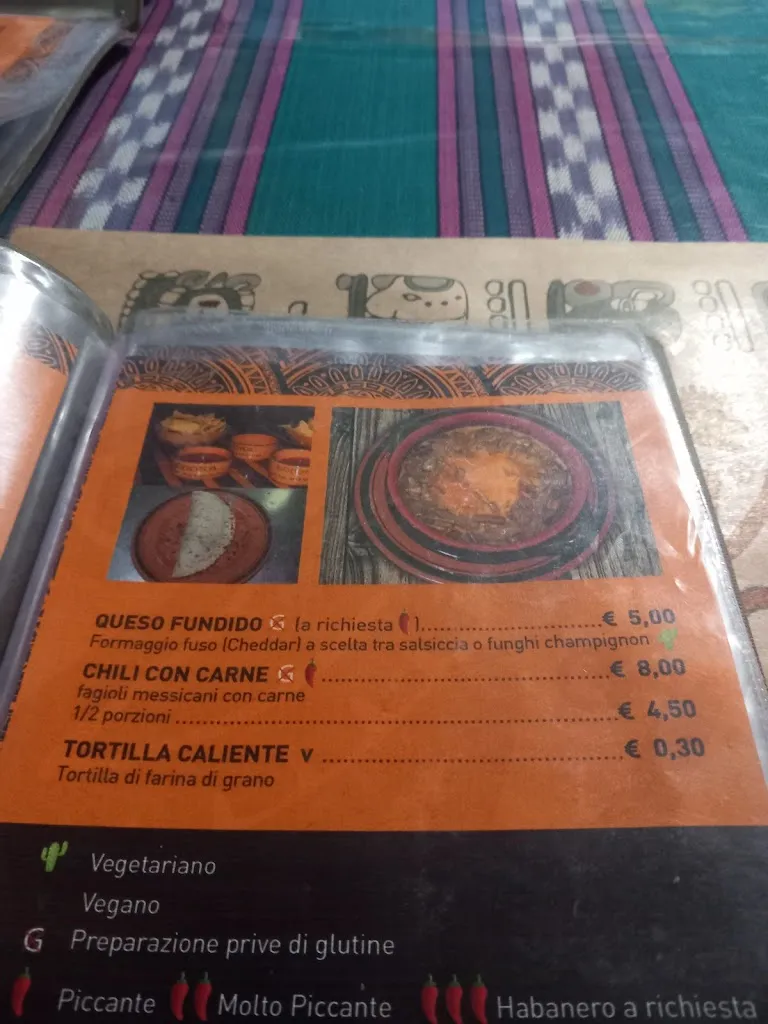 QUESO FUNDIDO G (a richiesta )..............................€ 5,00
Formaggio fuso (Cheddar) a scelta tra salsiccia o funghi champignon
CHILI CON CARNE G ..............................€ 8,00
fagioli messicani con carne
1/2 porzioni ..............................€ 4,50
TORTILLA CALIENTE V ..............................€ 0,30
Tortilla di farina di grano
Vegetariano
Vegano
G Preparazione prive di glutine
Piccante Molto Piccante Habanero a richiesta